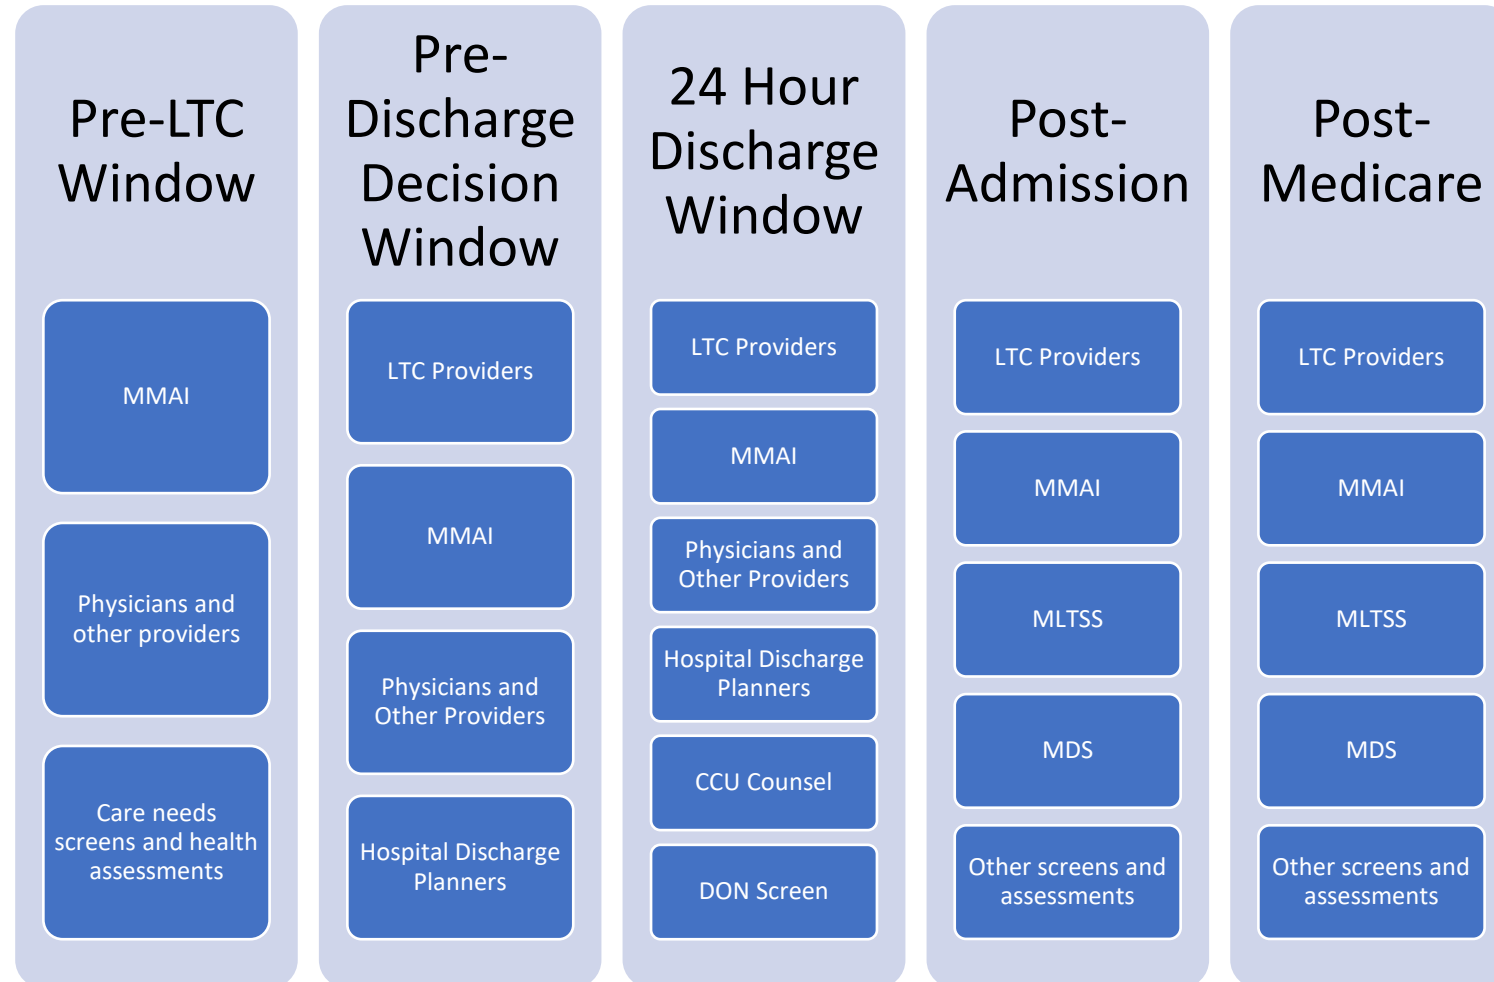 Pre-LTC
Window
MMAI
Physicians and
other providers
Care needs
screens and health
assessments
Pre-
Discharge
Decision
Window
LTC Providers
MMAI
Physicians and
Other Providers
Hospital Discharge
Planners
24 Hour
Discharge
Window
LTC Providers
MMAI
Physicians and
Other Providers
Hospital Discharge
Planners
CCU Counsel
DON Screen
Post-
Admission
LTC Providers
MMAI
MLTSS
MDS
Other screens and
assessments
Post-
Medicare
LTC Providers
MMAI
MLTSS
MDS
Other screens and
assessments